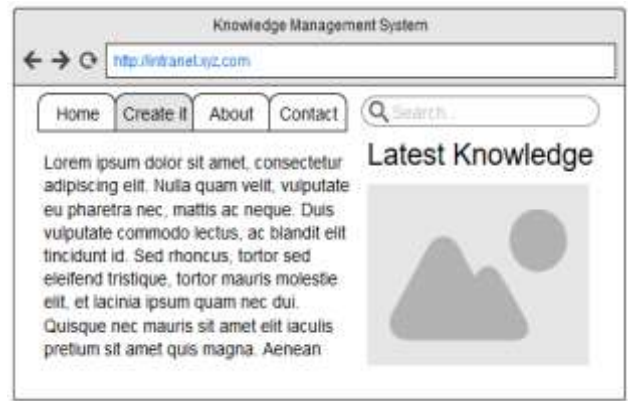 Knowledge Management System
http://intranet.xyz.com
Home Create it About Contact
Search...
Lorem ipsum dolor sit amet, consectetur
adipiscing elit. Nulla quam velit, vulputate
eu pharetra nec, mattis ac neque. Duis
vulputate commodo lectus, ac blandit elit
tincidunt id. Sed rhoncus, tortor sed
eleifend tristique, tortor mauris molestie
elit, et lacinia ipsum quam nec dui.
Quisque nec mauris sit amet elit iaculis
pretium sit amet quis magna. Aenean
Latest Knowledge